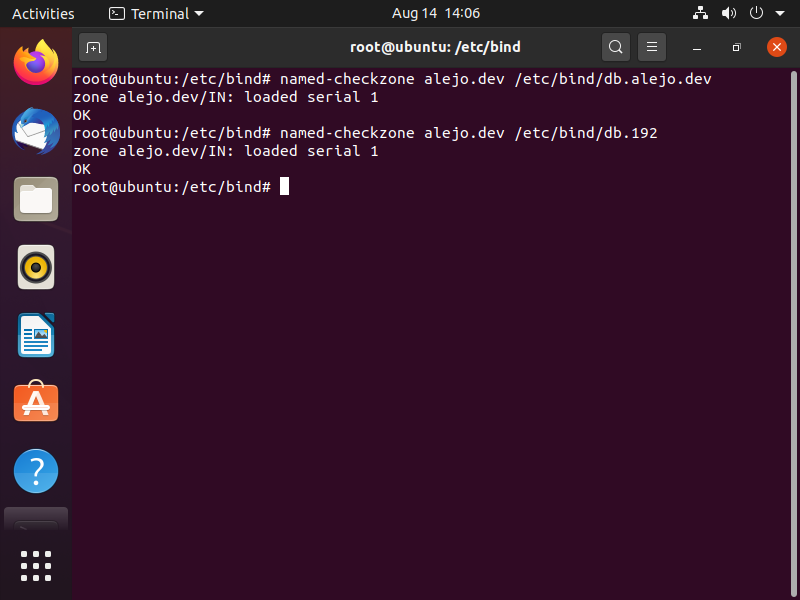 Activities Terminal Aug 14 14:06
root@ubuntu: /etc/bind
root@ubuntu:/etc/bind# named-checkzone alejo.dev /etc/bind/db.alejo.dev
zone alejo.dev/IN: loaded serial 1
OK
root@ubuntu:/etc/bind# named-checkzone alejo.dev /etc/bind/db.192
zone alejo.dev/IN: loaded serial 1
OK
root@ubuntu:/etc/bind#